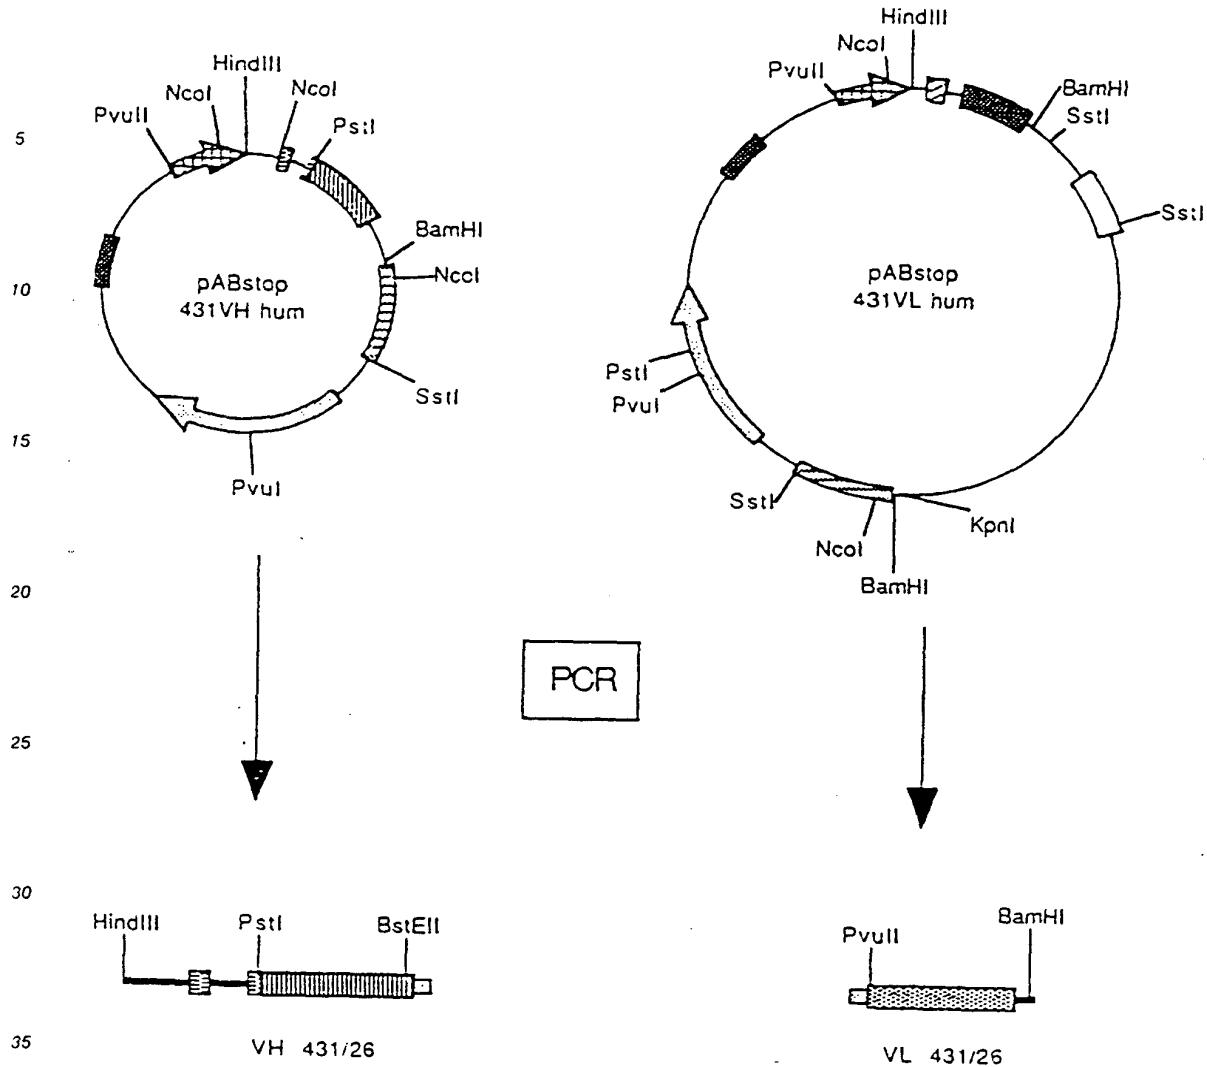 HindIII
NcoI
NcoI
PvuII
PstI
BamHI
NccI
pABstop
431VH hum
SstI
PvuI
HindIII
NcoI
PvuII
BamHI
SstI
SstI
pABstop
431VL hum
PstI
PvuI
SstI
KpnI
NcoI
BamHI
PCR
HindIII
PstI
BstEII
VH 431/26
PvuII
BamHI
VL 431/26
5
10
15
20
25
30
35